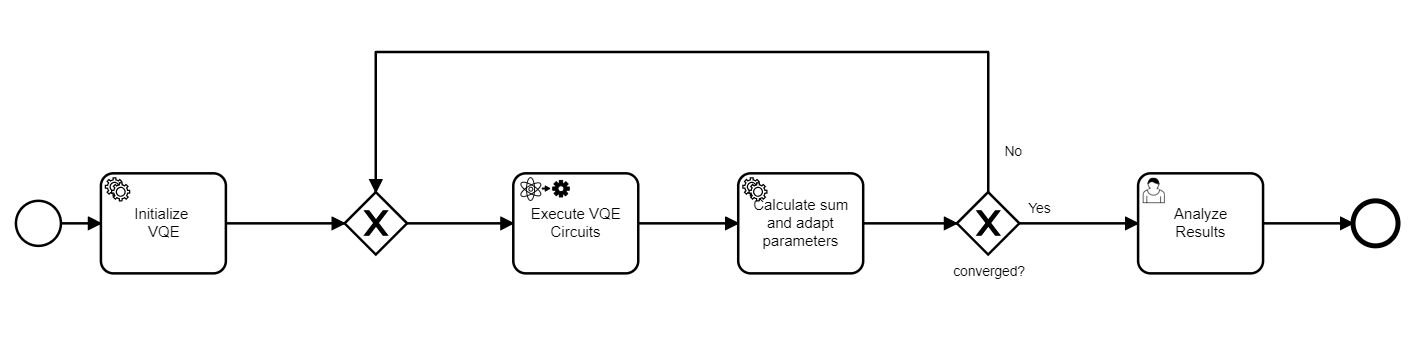 Initialize
VQE
X
Execute VQE
Circuits
Calculate sum
and adapt
parameters
X
converged?
No
Yes
Analyze
Results